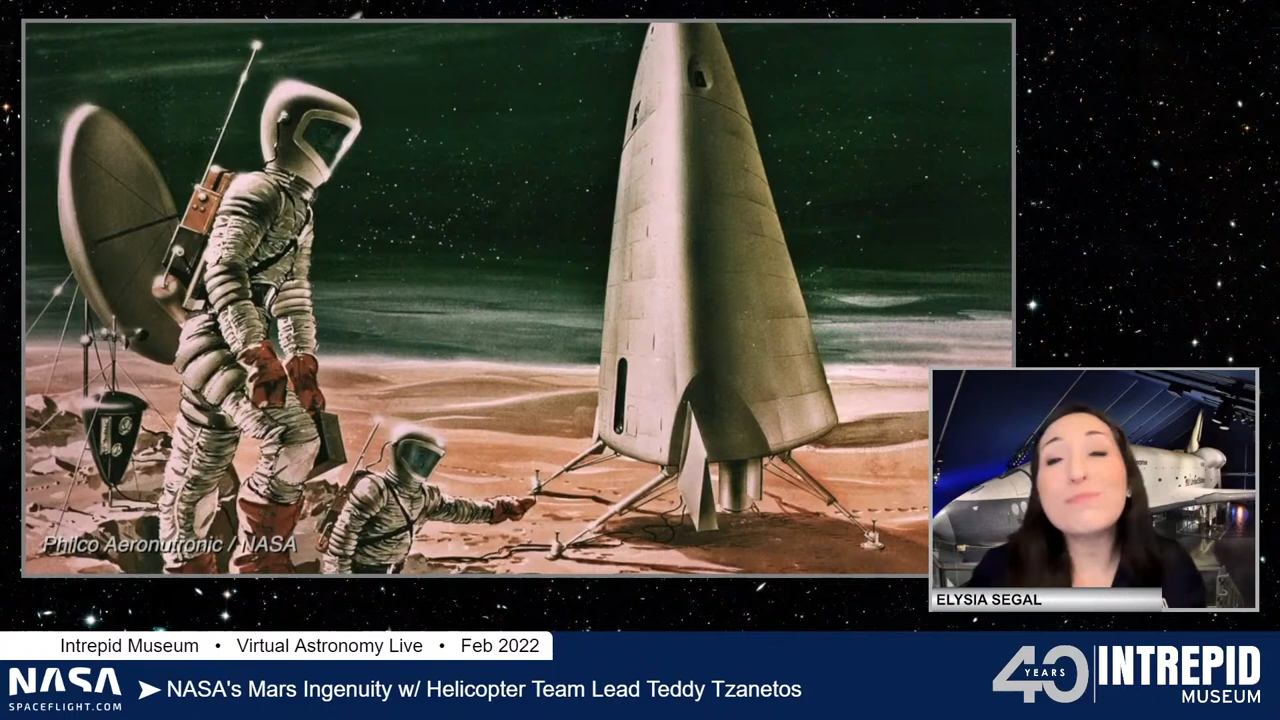 Philco Aeronutronic / NASA
ELYSIA SEGAL
Intrepid Museum • Virtual Astronomy Live • Feb 2022
NASA
SPACEFLIGHT.COM
NASA's Mars Ingenuity w/ Helicopter Team Lead Teddy Tzanetos
40
YEARS
INTREPID
MUSEUM